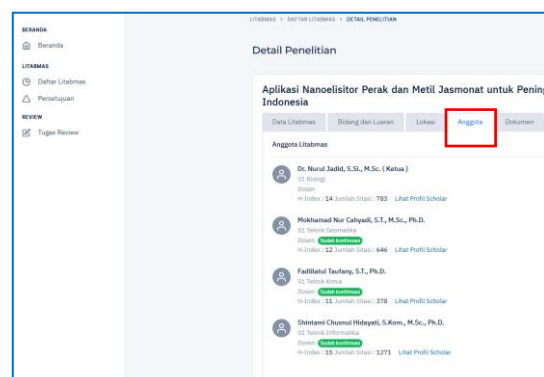 LITABMAS > DAFTAR LITABMAS > DETAIL PENELITIAN
BERANDA
Beranda
LITABMAS
Daftar Litabmas
Persetujuan
REVIEW
Tugas Review
Detail Penelitian
Aplikasi Nanoelisitor Perak dan Metil Jasmonat untuk Pening
Indonesia
Data Litabmas Bidang dan Luaran Lokasi Anggota Dokumen
Anggota Litabmas
Dr. Nurul Jadid, S.Si., M.Sc. ( Ketua )
S1 Biologi
Dosen
H-Index : 14 Jumlah Sitasi : 783 Lihat Profil Scholar
Mokhamad Nur Cahyadi, S.T., M.Sc., Ph.D.
S1 Teknik Geomatika
Dosen Sudah konfirmasi
H-Index : 12 Jumlah Sitasi : 646 Lihat Profil Scholar
Fadlilatul Taufany, S.T., Ph.D.
S1 Teknik Kimia
Dosen Sudah konfirmasi
H-Index : 11 Jumlah Sitasi : 378 Lihat Profil Scholar
Shintami Chusnul Hidayati, S.Kom., M.Sc., Ph.D.
S1 Teknik Informatika
Dosen Sudah konfirmasi
H-Index : 15 Jumlah Sitasi : 1271 Lihat Profil Scholar